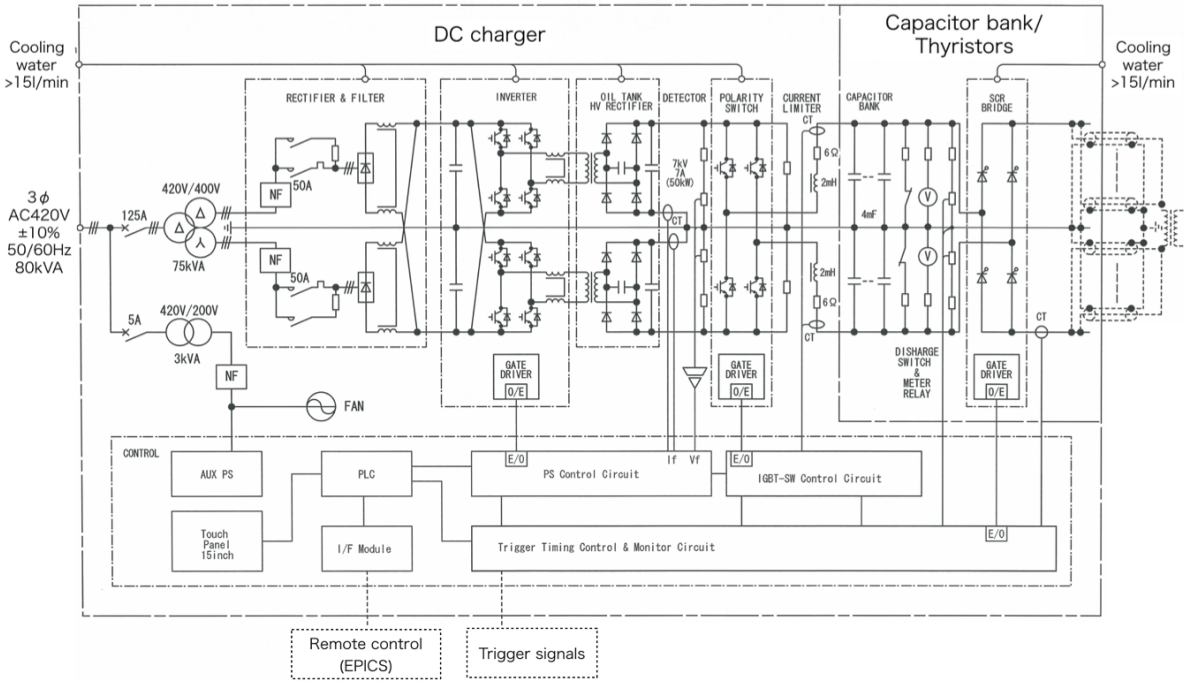 DC charger
Capacitor bank/
Thyristors
Cooling
water
>15l/min
Cooling
water
>15l/min
RECTIFIER & FILTER
INVERTER
OIL TANK
HV RECTIFIER
DETECTOR
POLARITY
SWITCH
CURRENT
LIMITER
CT
CAPACITOR
BANK
SCR
BRIDGE
50A
NF
420V/400V
Δ
Δ
人
75kVA
125A
3φ
AC420V
±10%
50/60Hz
80kVA
NF
50A
7kV
7A
(50kW)
CT
6Ω
2mH
4mF
V
V
2mH
6Ω
CT
CT
5A
420V/200V
3kVA
NF
FAN
GATE
DRIVER
O/E
GATE
DRIVER
O/E
DISHARGE
SWITCH
&
METER
RELAY
GATE
DRIVER
O/E
CONTROL
AUX PS
PLC
E/O
PS Control Circuit
If
Vf
E/O
IGBT-SW Control Circuit
Touch
Panel
15inch
I/F Module
Trigger Timing Control & Monitor Circuit
E/O
Remote control
(EPICS)
Trigger signals